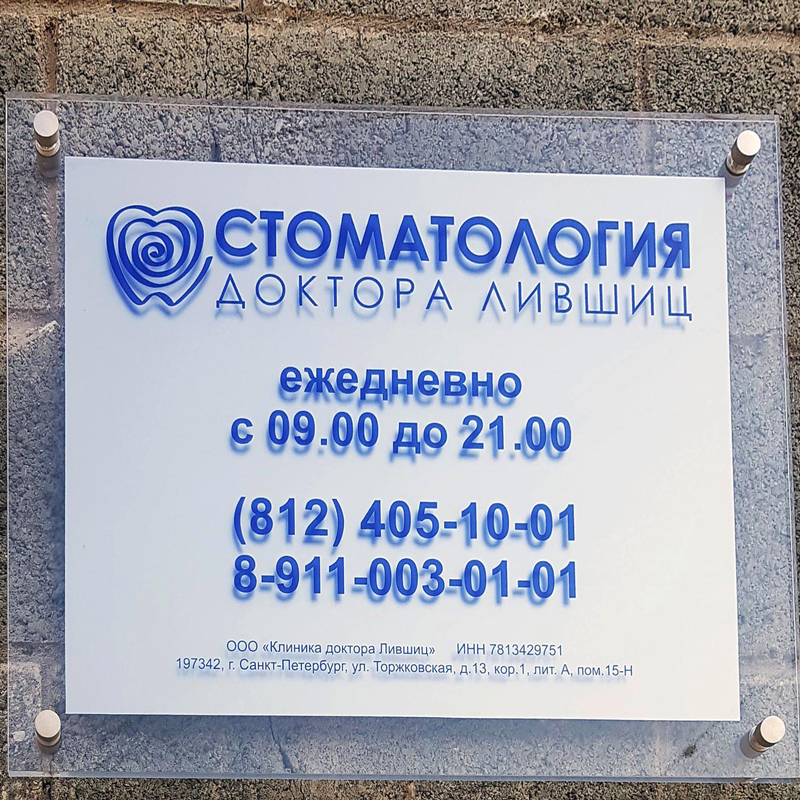 СТОМАТОЛОГИЯ
ДОКТОРА ЛИВШИЦ
ежедневно
с 09.00 до 21.00
(812) 405-10-01
8-911-003-01-01
ООО «Клиника доктора Лившиц» ИНН 7813429751
197342, г. Санкт-Петербург, ул. Торжковская, д.13, кор.1, лит. А, пом.15-Н